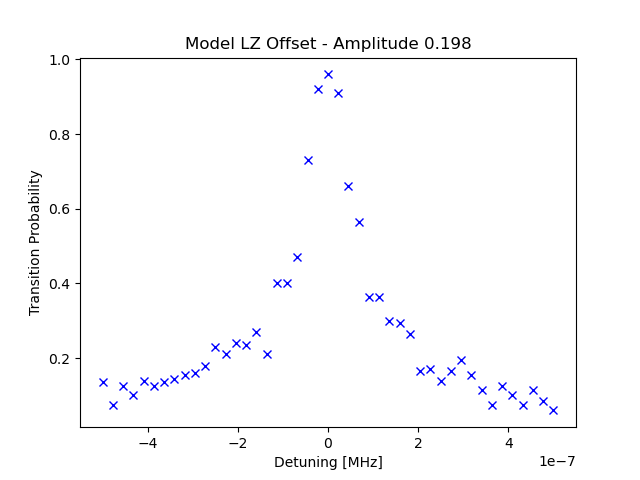 Model LZ Offset - Amplitude 0.198
1.0
0.8
0.6
0.4
0.2
Transition Probability
−4
−2
0
2
4
1e−7
Detuning [MHz]